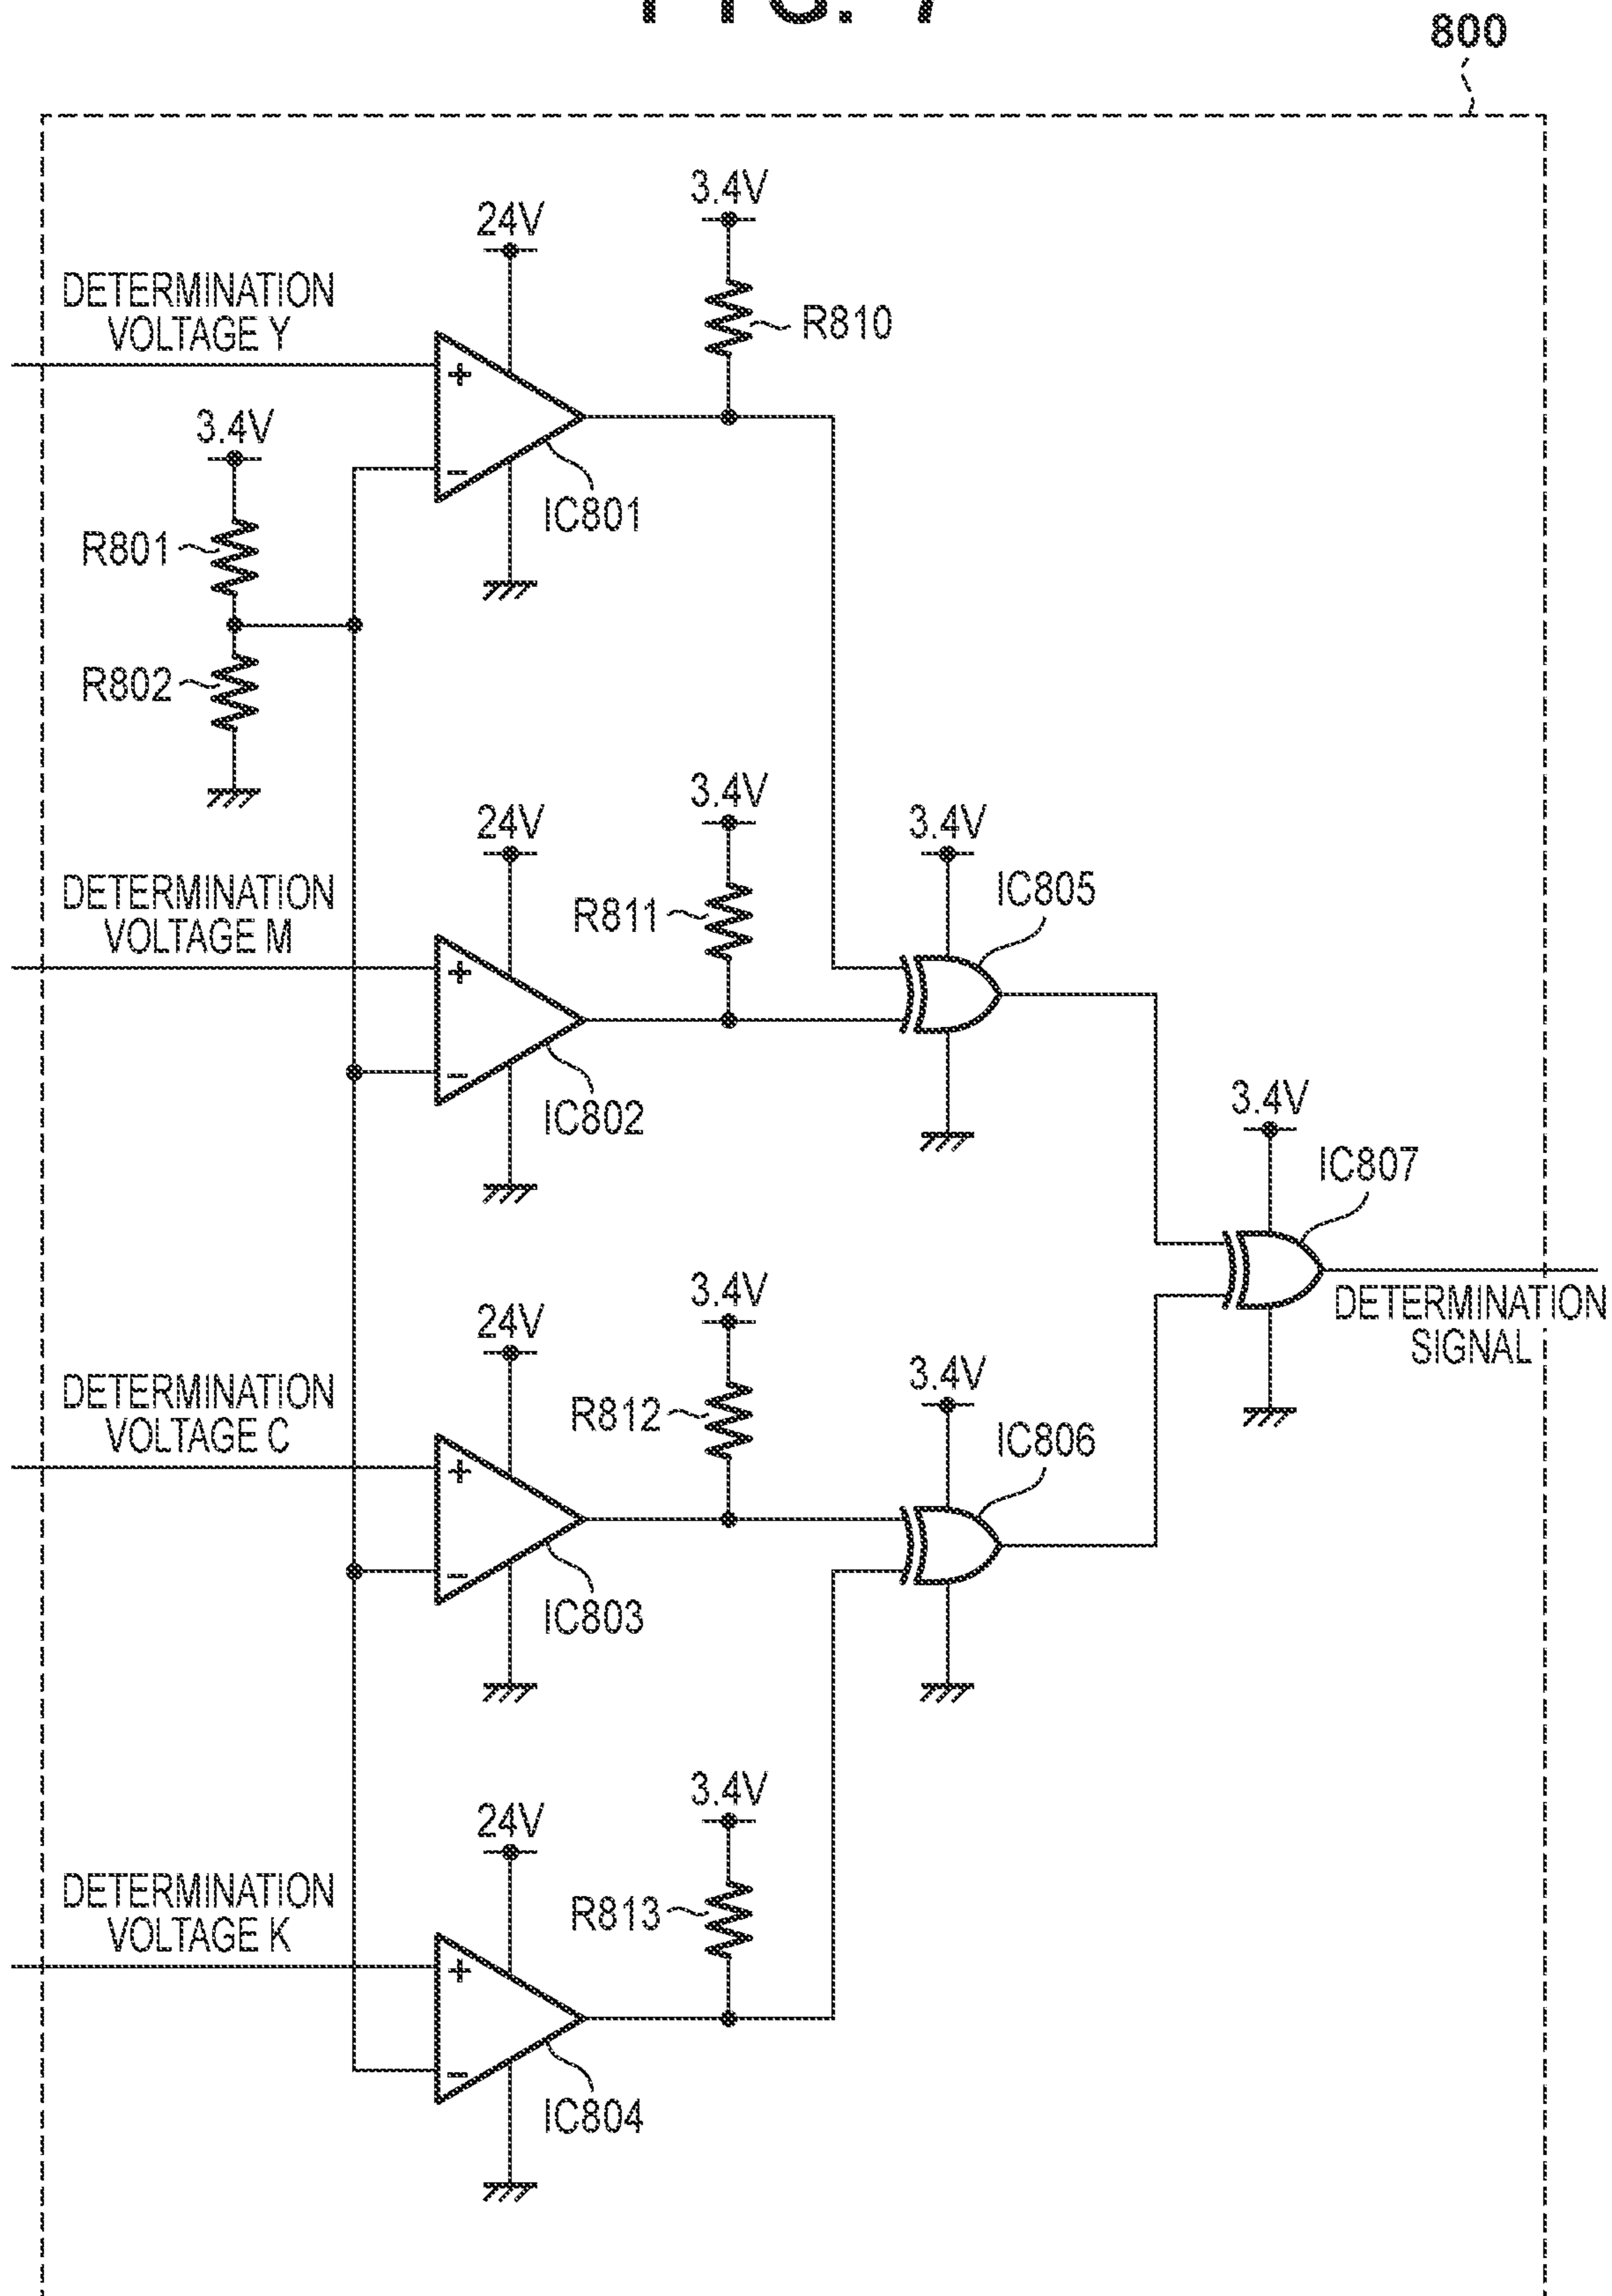 FIG. 7
800
3.4V
24V
DETERMINATION
VOLTAGE Y
R810
+
3.4V
−
IC801
R801
R802
3.4V
24V
3.4V
DETERMINATION
VOLTAGE M
R811
IC805
+
−
IC802
3.4V
IC807
3.4V
24V
DETERMINATION
SIGNAL
3.4V
DETERMINATION
VOLTAGE C
R812
IC806
+
−
IC803
3.4V
24V
DETERMINATION
VOLTAGE K
R813
+
−
IC804